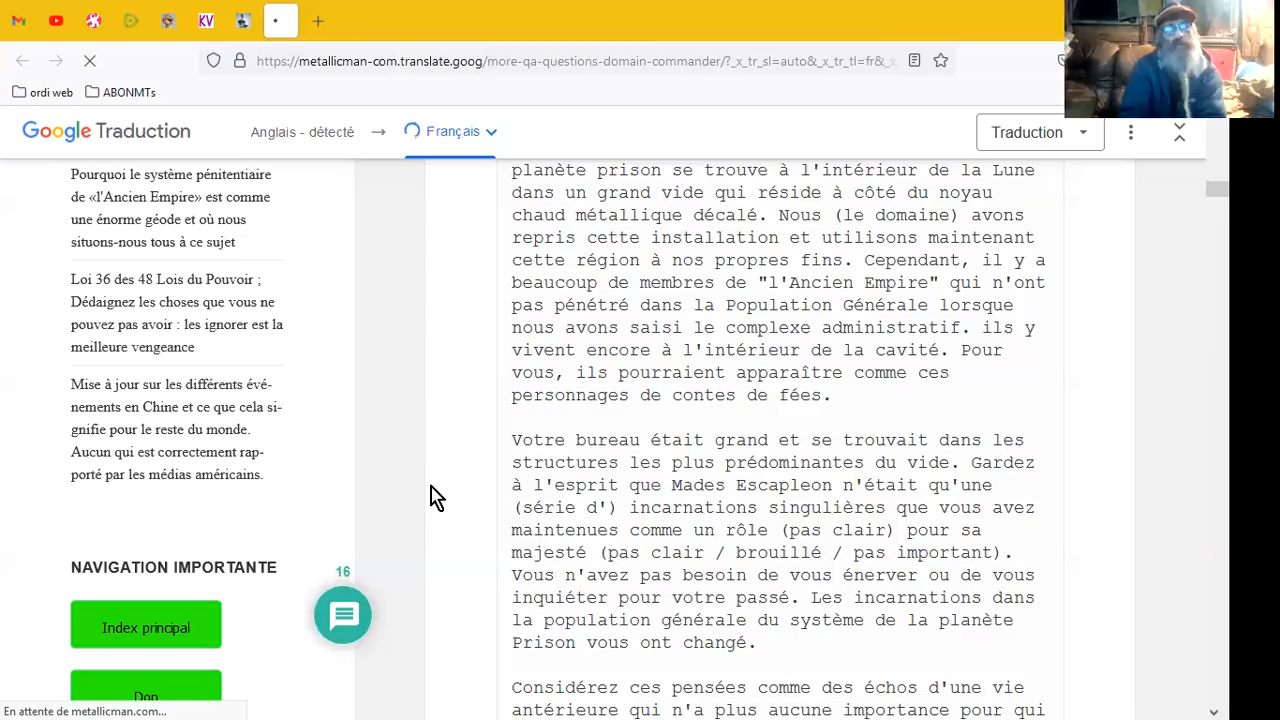 KV
https://metallicman-com.translate.goog/more-qa-questions-domain-commander/?_x_tr_sl=auto&_x_tr_tl=fr&_x_
ordi web
ABONMTs
Google Traduction
Anglais - détecté
Français
Traduction
Pourquoi le système pénitentiaire
de «l'Ancien Empire» est comme
une énorme géode et où nous
situons-nous tous à ce sujet
Loi 36 des 48 Lois du Pouvoir ;
Dédaignez les choses que vous ne
pouvez pas avoir : les ignorer est la
meilleure vengeance
Mise à jour sur les différents évé-
nements en Chine et ce que cela si-
gnifie pour le reste du monde.
Aucun qui est correctement rap-
porté par les médias américains.
NAVIGATION IMPORTANTE
Index principal
Don
16
planète prison se trouve à l'intérieur de la Lune
dans un grand vide qui réside à côté du noyau
chaud métallique décalé. Nous (le domaine) avons
repris cette installation et utilisons maintenant
cette région à nos propres fins. Cependant, il y a
beaucoup de membres de "l'Ancien Empire" qui n'ont
pas pénétré dans la Population Générale lorsque
nous avons saisi le complexe administratif. ils y
vivent encore à l'intérieur de la cavité. Pour
vous, ils pourraient apparaître comme ces
personnages de contes de fées.
Votre bureau était grand et se trouvait dans les
structures les plus prédominantes du vide. Gardez
à l'esprit que Mades Escapleon n'était qu'une
(série d') incarnations singulières que vous avez
maintenues comme un rôle (pas clair) pour sa
majesté (pas clair / brouillé / pas important).
Vous n'avez pas besoin de vous énerver ou de vous
inquiéter pour votre passé. Les incarnations dans
la population générale du système de la planète
Prison vous ont changé.
Considérez ces pensées comme des échos d'une vie
antérieure qui n'a plus aucune importance pour qui
En attente de metallicman.com...